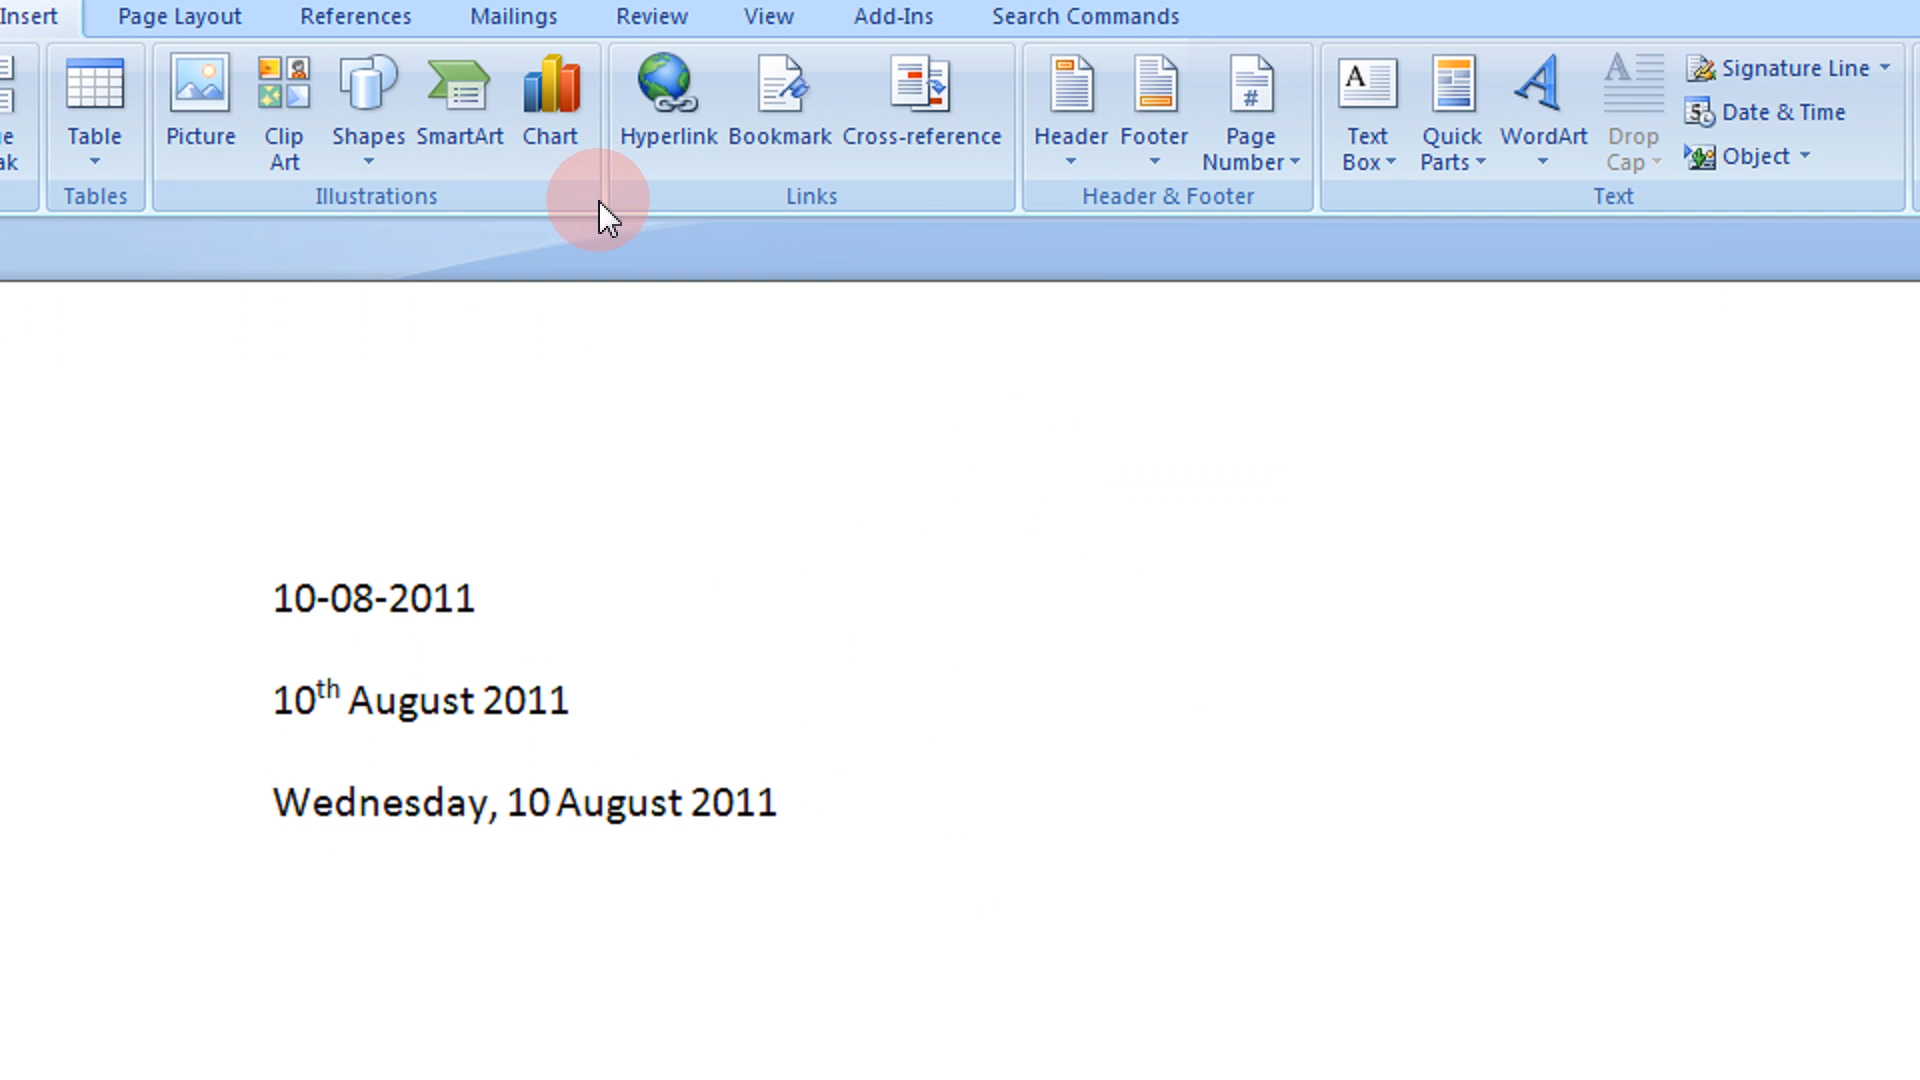 Insert Page Layout References Mailings Review View Add-Ins Search Commands
Table Picture Clip Art Shapes SmartArt Chart Hyperlink Bookmark Cross-reference Header Footer Page Number Text Box Quick Parts WordArt Drop Cap
Signature Line
Date & Time
Object
Tables Illustrations Links Header & Footer Text
10-08-2011
10th August 2011
Wednesday, 10 August 2011